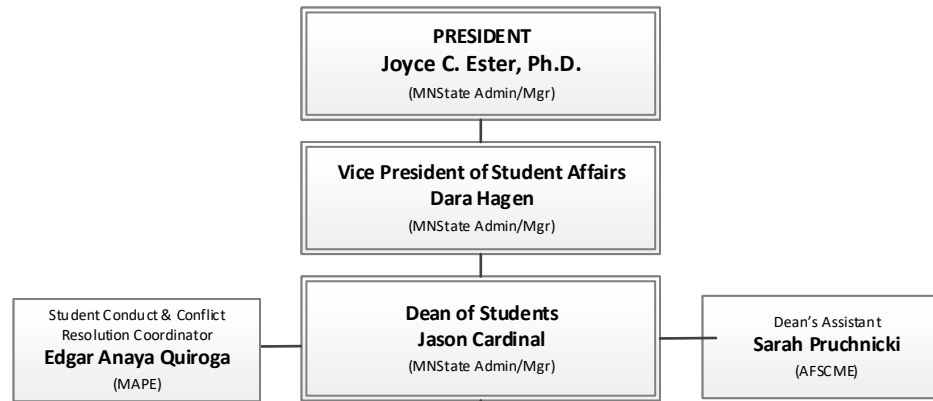 PRESIDENT
Joyce C. Ester, Ph.D.
(MNState Admin/Mgr)
Vice President of Student Affairs
Dara Hagen
(MNState Admin/Mgr)
Student Conduct & Conflict
Resolution Coordinator
Edgar Anaya Quiroga
(MAPE)
Dean of Students
Jason Cardinal
(MNState Admin/Mgr)
Dean’s Assistant
Sarah Pruchnicki
(AFSCME)